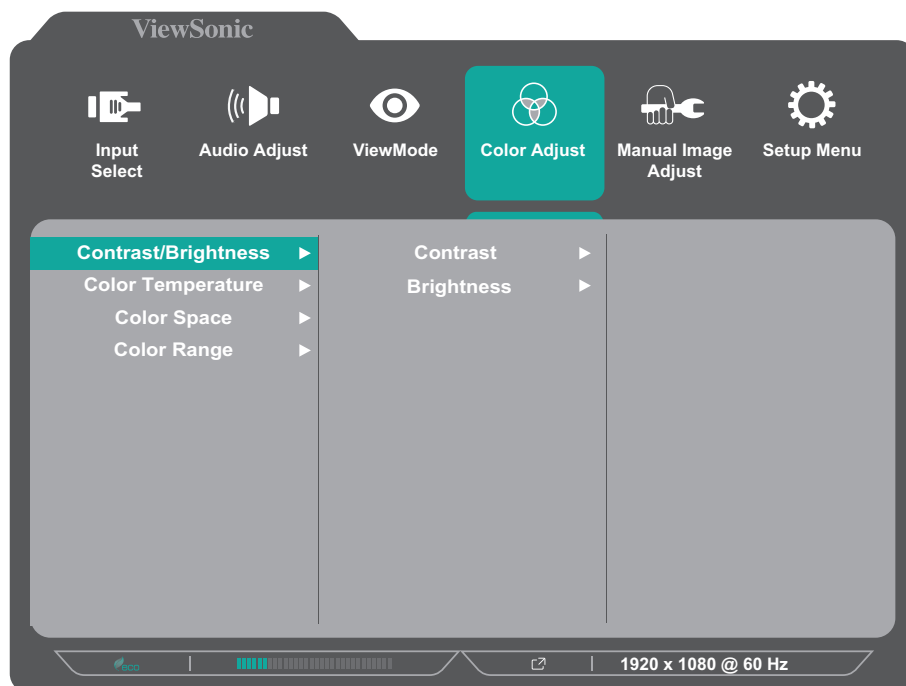 ViewSonic
Input Select
Audio Adjust
ViewMode
Color Adjust
Manual Image Adjust
Setup Menu
Contrast/Brightness
Color Temperature
Color Space
Color Range
Contrast
Brightness
eco
1920 x 1080 @ 60 Hz